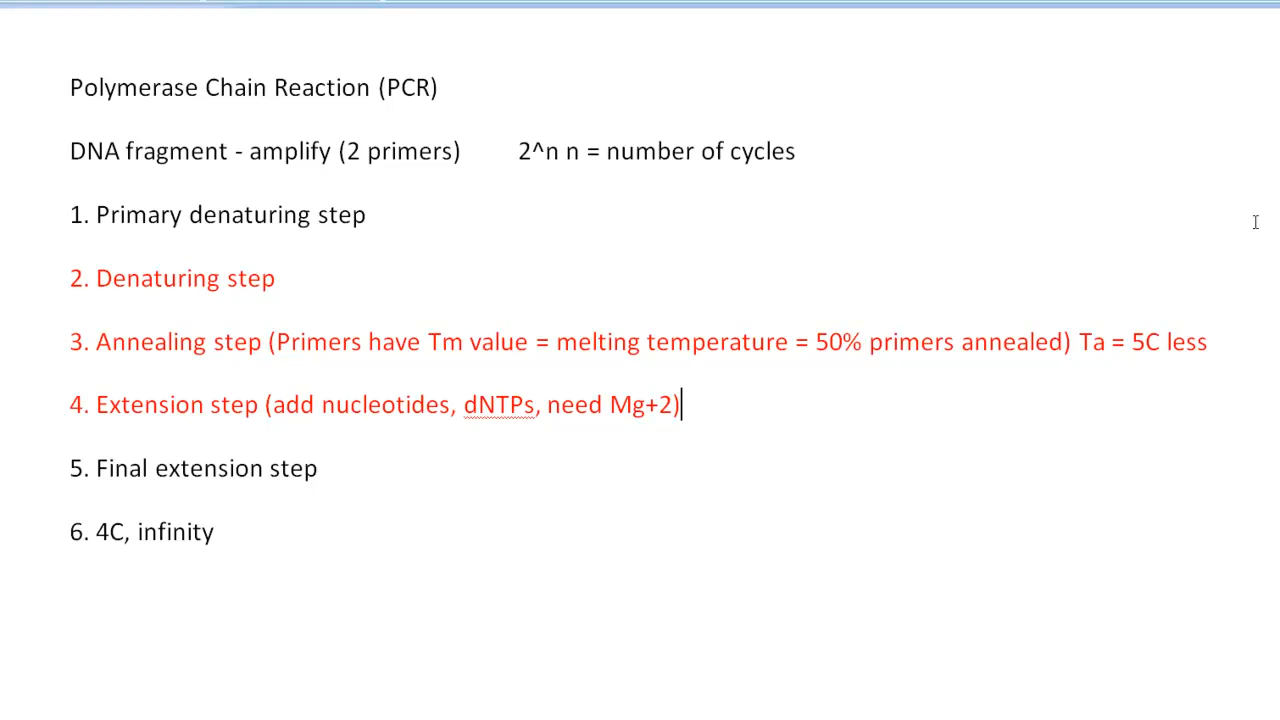 Polymerase Chain Reaction (PCR)
DNA fragment - amplify (2 primers) 2^n n = number of cycles
1. Primary denaturing step
2. Denaturing step
3. Annealing step (Primers have Tm value = melting temperature = 50% primers annealed) Ta = 5C less
4. Extension step (add nucleotides, dNTPs, need Mg+2)
5. Final extension step
6. 4C, infinity